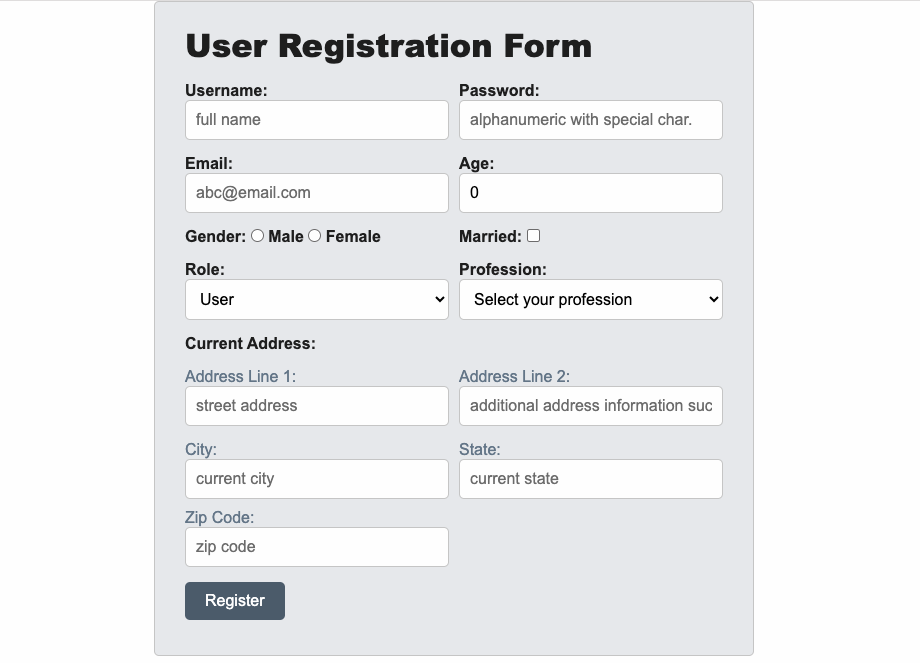 User Registration Form
Username: Password:
full name alphanumeric with special char.
Email: Age:
abc@email.com 0
Gender: Male Female Married:
Role: Profession:
User Select your profession
Current Address:
Address Line 1: Address Line 2:
street address additional address information suc
City: State:
current city current state
Zip Code:
zip code
Register